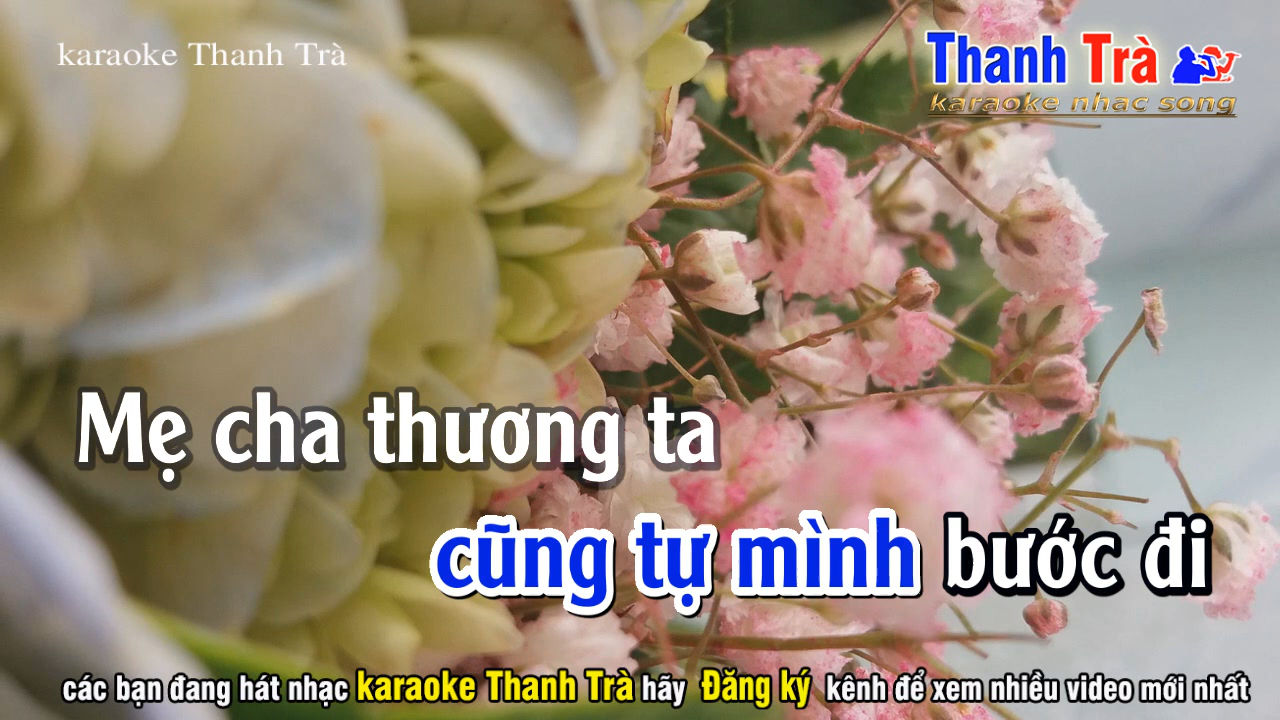 karaoke Thanh Trà
Thanh Trà
karaoke nhac song
Mẹ cha thương ta
cũng tự mình bước đi
các bạn đang hát nhạc karaoke Thanh Trà hãy Đăng ký kênh để xem nhiều video mới nhất